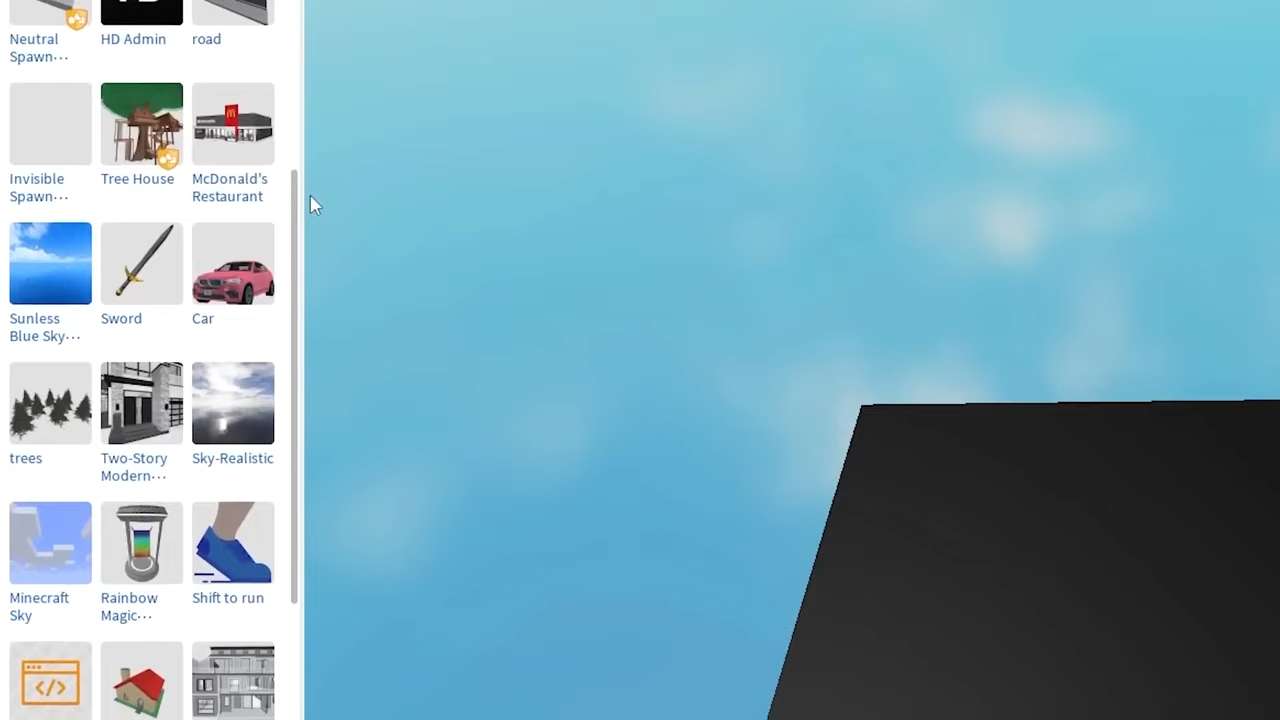 Neutral
Spawn···
HD Admin
road
Invisible
Spawn···
Tree House
McDonald's
Restaurant
Sunless
Blue Sky···
Sword
Car
trees
Two-Story
Modern···
Sky-Realistic
Minecraft
Sky
Rainbow
Magic···
Shift to run